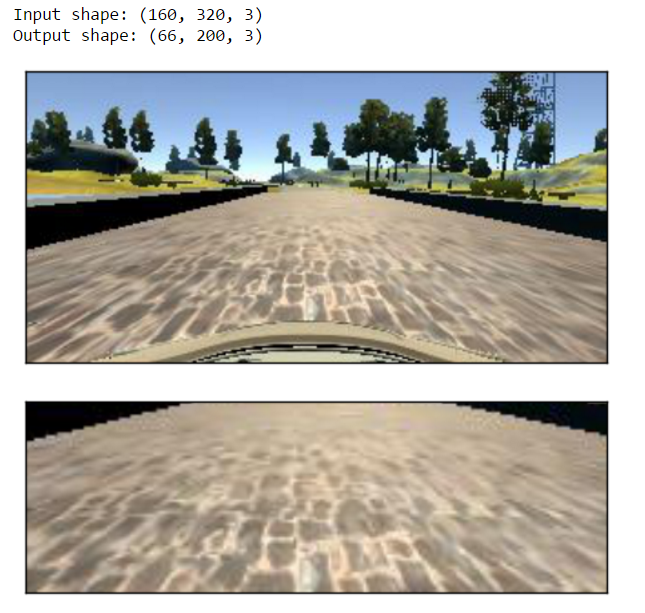 Input shape: (160, 320, 3)
Output shape: (66, 200, 3)